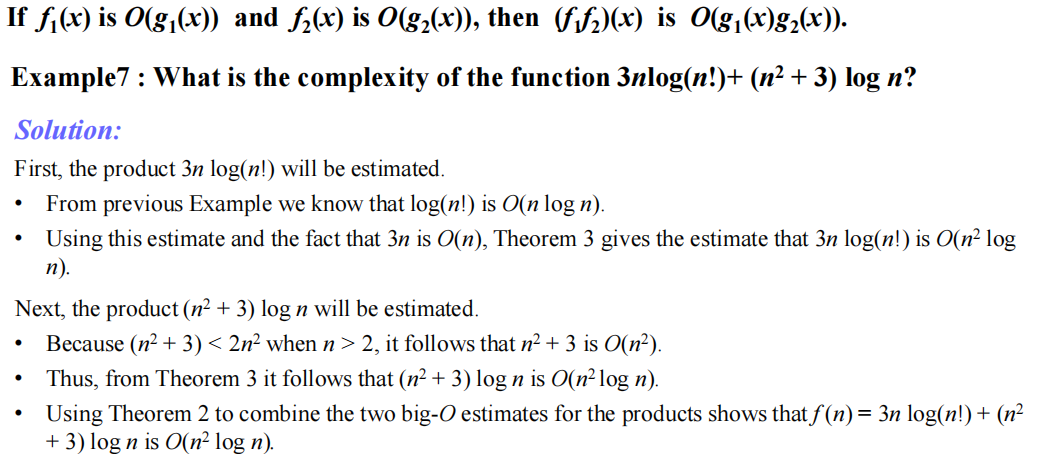 If f₁(x) is O(g₁(x)) and f₂(x) is O(g₂(x)), then (f₁f₂)(x) is O(g₁(x)g₂(x)).
Example7 : What is the complexity of the function 3nlog(n!)+ (n² + 3) log n?
Solution:
First, the product 3n log(n!) will be estimated.
• From previous Example we know that log(n!) is O(n log n).
• Using this estimate and the fact that 3n is O(n), Theorem 3 gives the estimate that 3n log(n!) is O(n² log
n).
Next, the product (n² + 3) log n will be estimated.
• Because (n² + 3) < 2n² when n > 2, it follows that n² + 3 is O(n²).
• Thus, from Theorem 3 it follows that (n² + 3) log n is O(n² log n).
• Using Theorem 2 to combine the two big-O estimates for the products shows that f (n) = 3n log(n!) + (n²
+ 3) log n is O(n² log n).